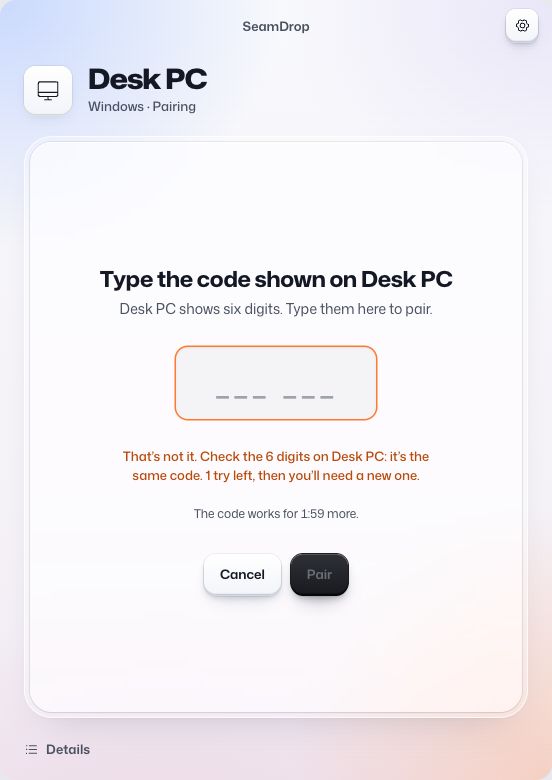 SeamDrop
Desk PC
Windows · Pairing
Type the code shown on Desk PC
Desk PC shows six digits. Type them here to pair.
___ ___
That’s not it. Check the 6 digits on Desk PC: it’s the
same code. 1 try left, then you’ll need a new one.
The code works for 1:59 more.
Cancel
Pair
Details